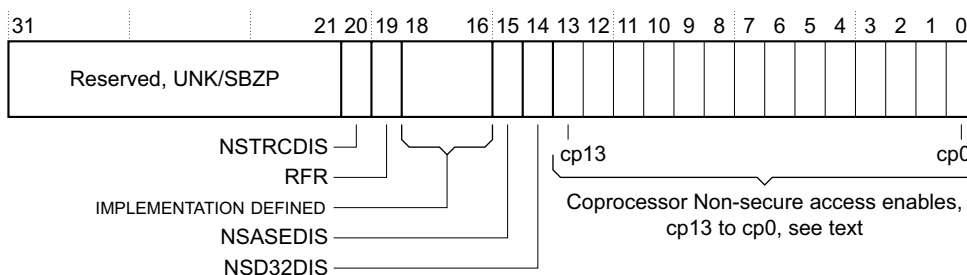 31 21 20 19 18 16 15 14 13 12 11 10 9 8 7 6 5 4 3 2 1 0
Reserved, UNK/SBZP
NSTRCDIS
RFR
IMPLEMENTATION DEFINED
NSASEDIS
NSD32DIS
cp13 cp0
Coprocessor Non-secure access enables,
cp13 to cp0, see text